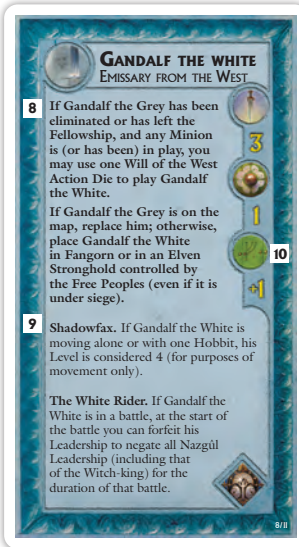 GANDALF THE WHITE
EMISSARY FROM THE WEST
8
If Gandalf the Grey has been
eliminated or has left the
Fellowship, and any Minion
is (or has been) in play, you
may use one Will of the West
Action Die to play Gandalf
the White.
3
If Gandalf the Grey is on the
map, replace him; otherwise,
place Gandalf the White
in Fangorn or in an Elven
Stronghold controlled by
the Free Peoples (even if it is
under siege).
1
10
+1
9
Shadowfax. If Gandalf the White is
moving alone or with one Hobbit, his
Level is considered 4 (for purposes of
movement only).
The White Rider. If Gandalf the
White is in a battle, at the start of
the battle you can forfeit his
Leadership to negate all Nazgûl
Leadership (including that
of the Witch-king) for the
duration of that battle.
8/II